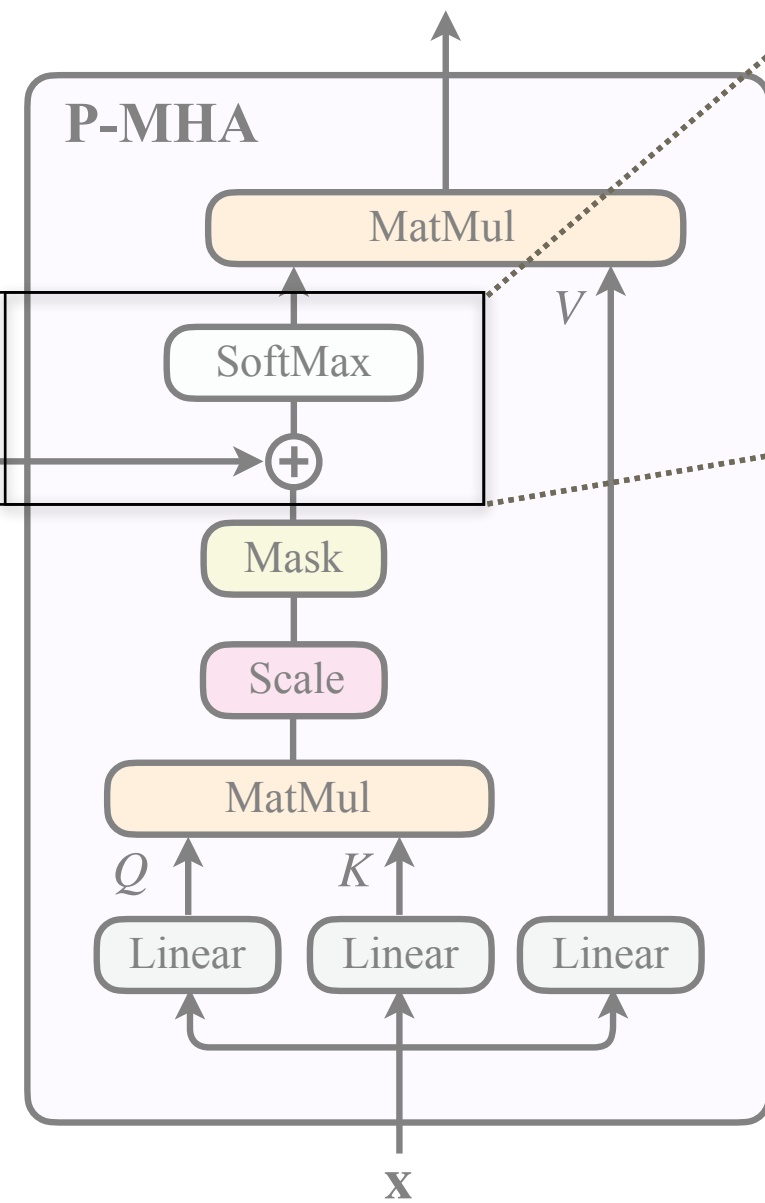 P-MHA
MatMul
V
SoftMax
+
Mask
Scale
MatMul
Q K
Linear Linear Linear
x